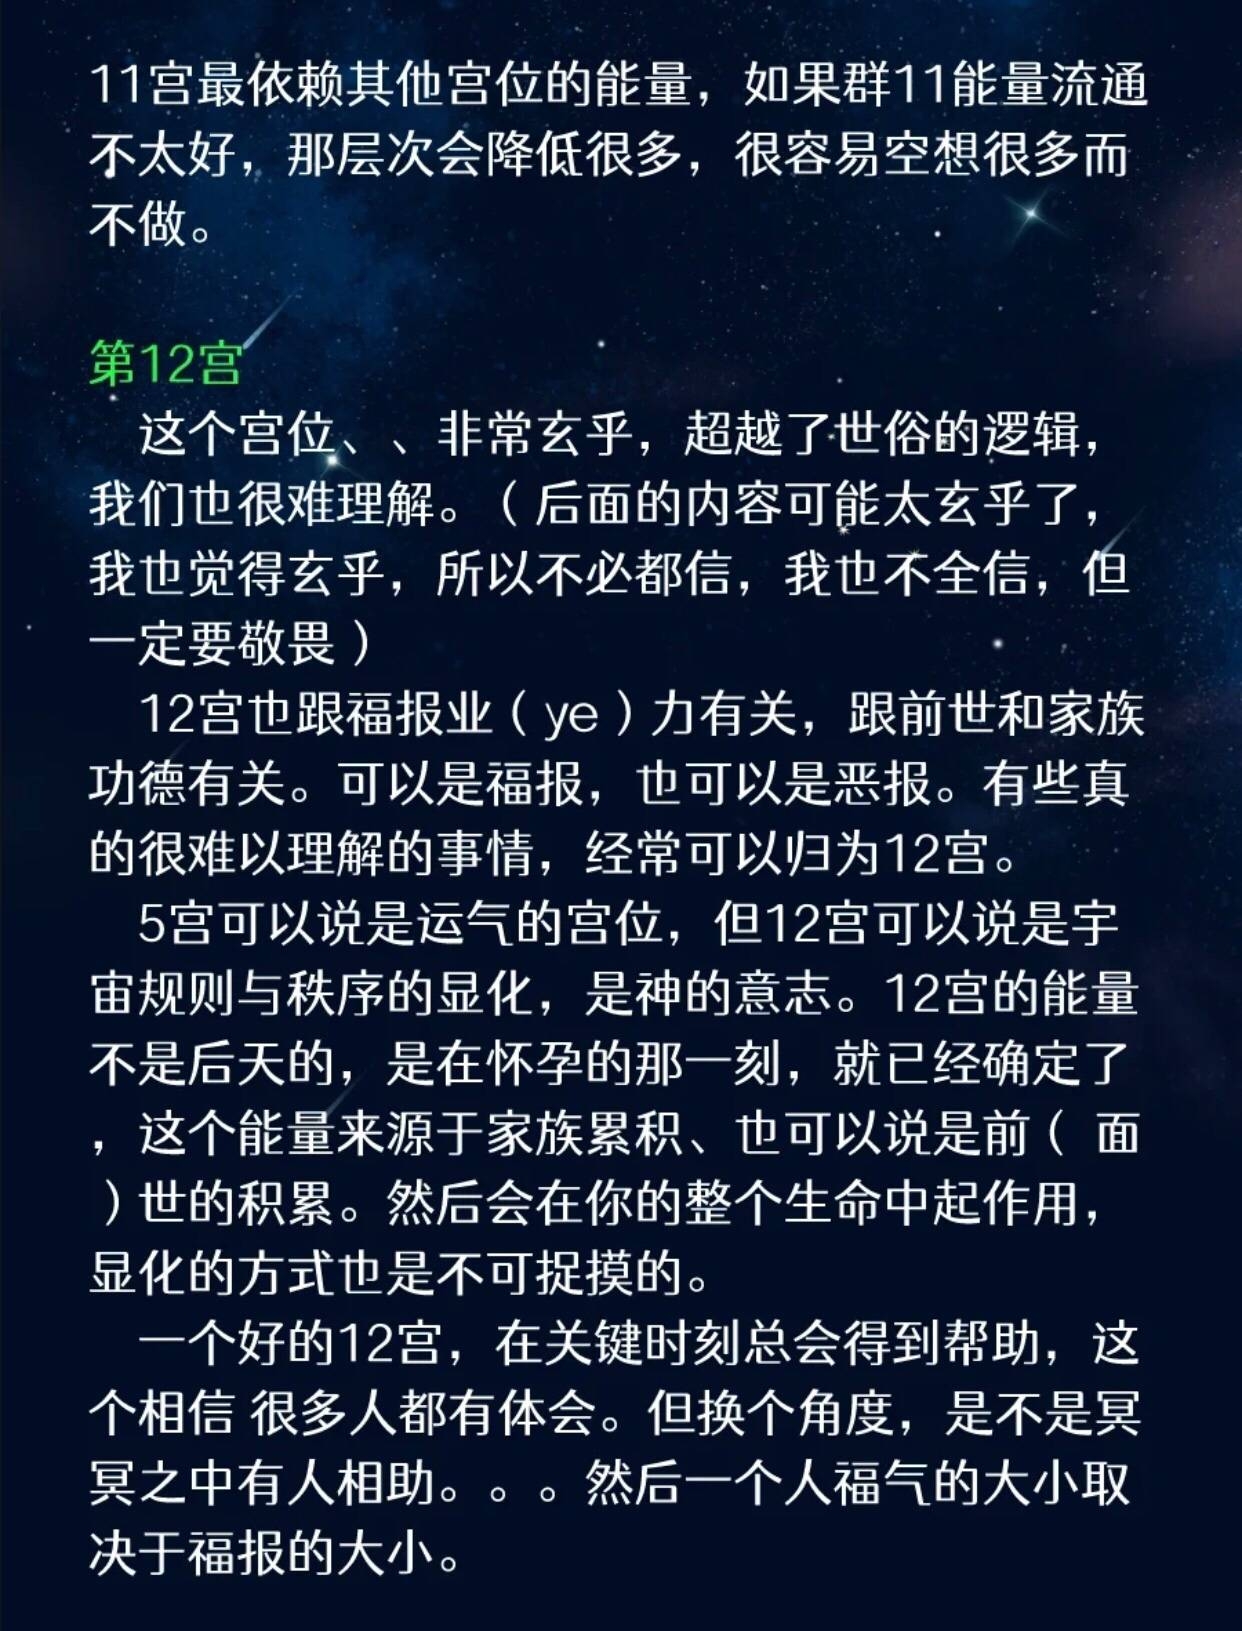 11宫最依赖其他宫位的能量，如果群11能量流通
不太好，那层次会降低很多，很容易空想很多而
不做。
第12宫
这个宫位、、非常玄乎，超越了世俗的逻辑，
我们也很难理解。（后面的内容可能太玄乎了，
我也觉得玄乎，所以不必都信，我也不全信，但
一定要敬畏）
12宫也跟福报业（ye）力有关，跟前世和家族
功德有关。可以是福报，也可以是恶报。有些真
的很难以理解的事情，经常可以归为12宫。
5宫可以说是运气的宫位，但12宫可以说是宇
宙规则与秩序的显化，是神的意志。12宫的能量
不是后天的，是在怀孕的那一刻，就已经确定了
，这个能量来源于家族累积、也可以说是前（ 面
）世的积累。然后会在你的整个生命中起作用，
显化的方式也是不可捉摸的。
一个好的12宫，在关键时刻总会得到帮助，这
个相信 很多人都有体会。但换个角度，是不是冥
冥之中有人相助。。。然后一个人福气的大小取
决于福报的大小。